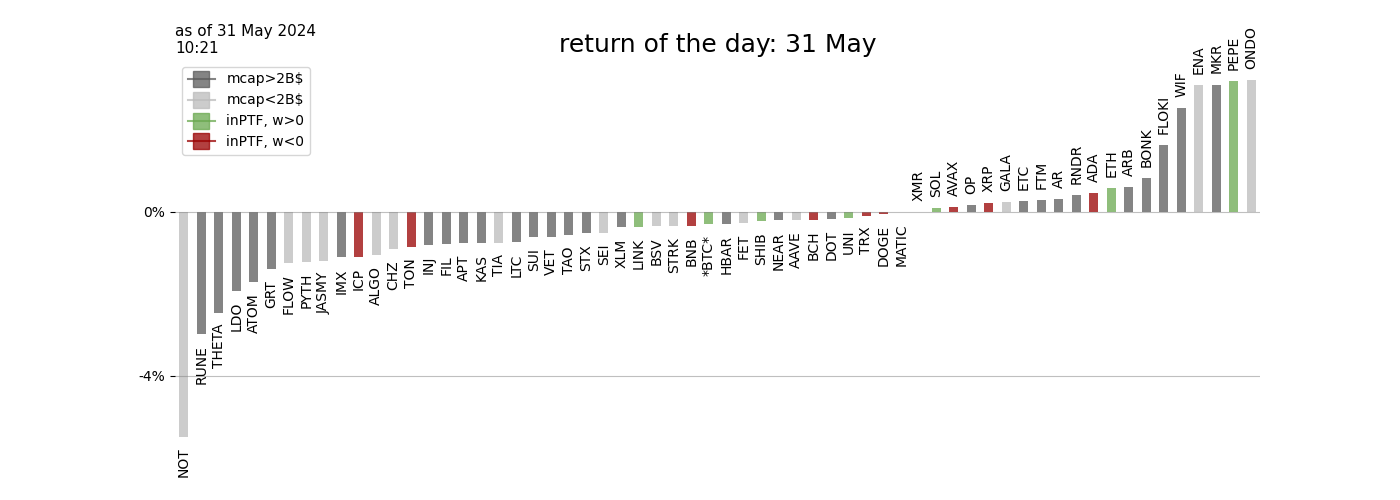 as of 31 May 2024
10:21
return of the day: 31 May
mcap>2B$
mcap<2B$
inPTF, w>0
inPTF, w<0
0%
-4%
NOT
RUNE
THETA
LDO
ATOM
GRT
FLOW
PYTH
JASMY
IMX
ICP
ALGO
CHZ
TON
INJ
FIL
APT
KAS
TIA
LTC
SUI
VET
TAO
STX
SEI
XLM
LINK
BSV
STRK
BNB
*BTC*
HBAR
FET
SHIB
NEAR
AAVE
BCH
DOT
UNI
TRX
DOGE
MATIC
XMR
SOL
AVAX
OP
XRP
GALA
ETC
FTM
AR
RNDR
ADA
ETH
ARB
BONK
FLOKI
WIF
ENA
MKR
PEPE
ONDO